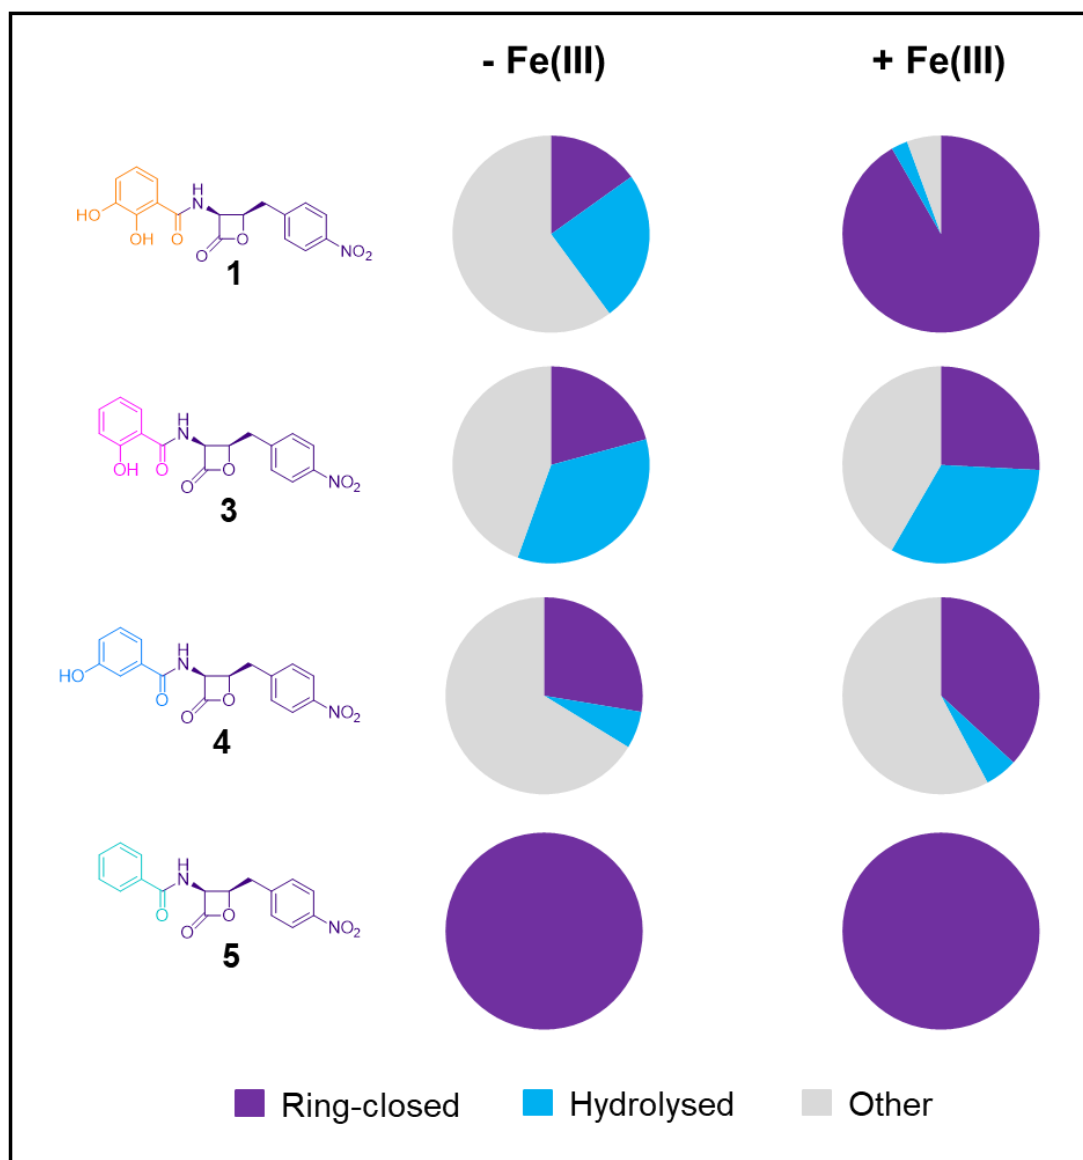 - Fe(III) + Fe(III)
HO
OH
O
H
N
O
O
NO2
1
OH
O
H
N
O
O
NO2
3
HO
O
H
N
O
O
NO2
4
O
H
N
O
O
NO2
5
Ring-closed Hydrolysed Other